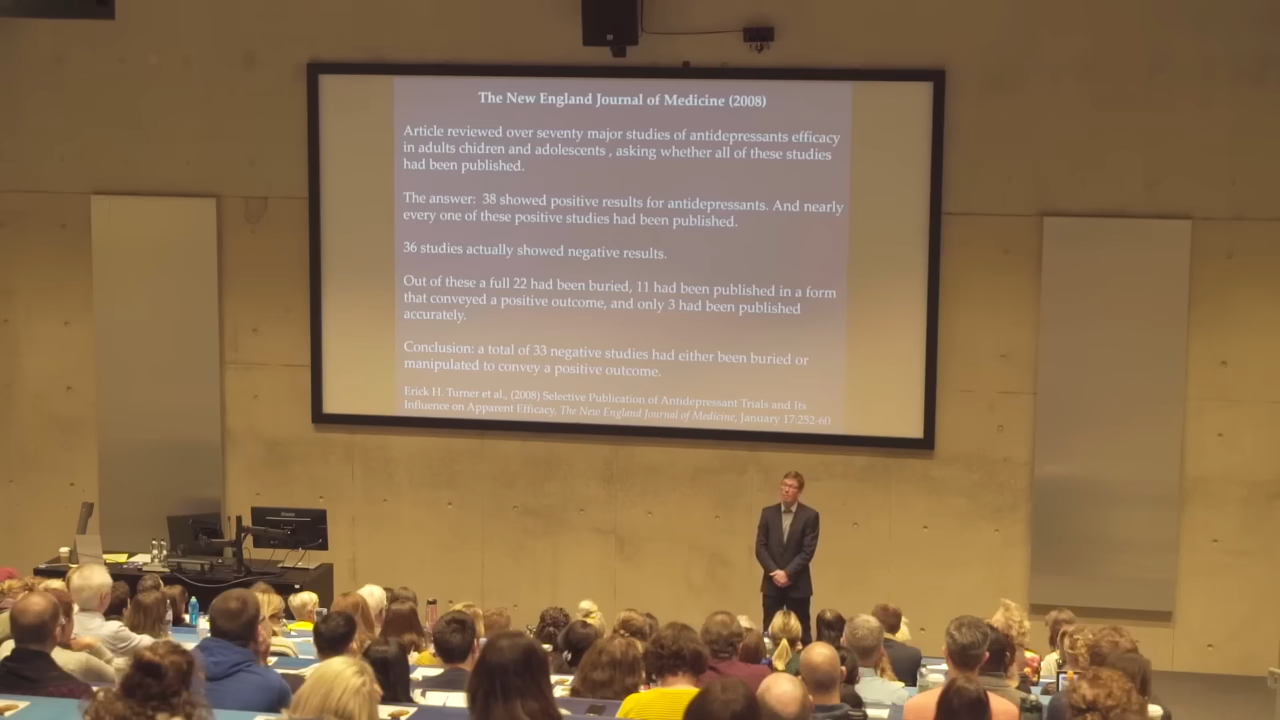 The New England Journal of Medicine (2008)
Article reviewed over seventy major studies of antidepressants efficacy
in adults chidren and adolescents , asking whether all of these studies
had been published.
The answer: 38 showed positive results for antidepressants. And nearly
every one of these positive studies had been published.
36 studies actually showed negative results.
Out of these a full 22 had been buried, 11 had been published in a form
that conveyed a positive outcome, and only 3 had been published
accurately.
Conclusion: a total of 33 negative studies had either been buried or
manipulated to convey a positive outcome.
Erick H. Turner et al., (2008) Selective Publication of Antidepressant Trials and Its
Influence on Apparent Efficacy, The New England Journal of Medicine, January 17:252-60